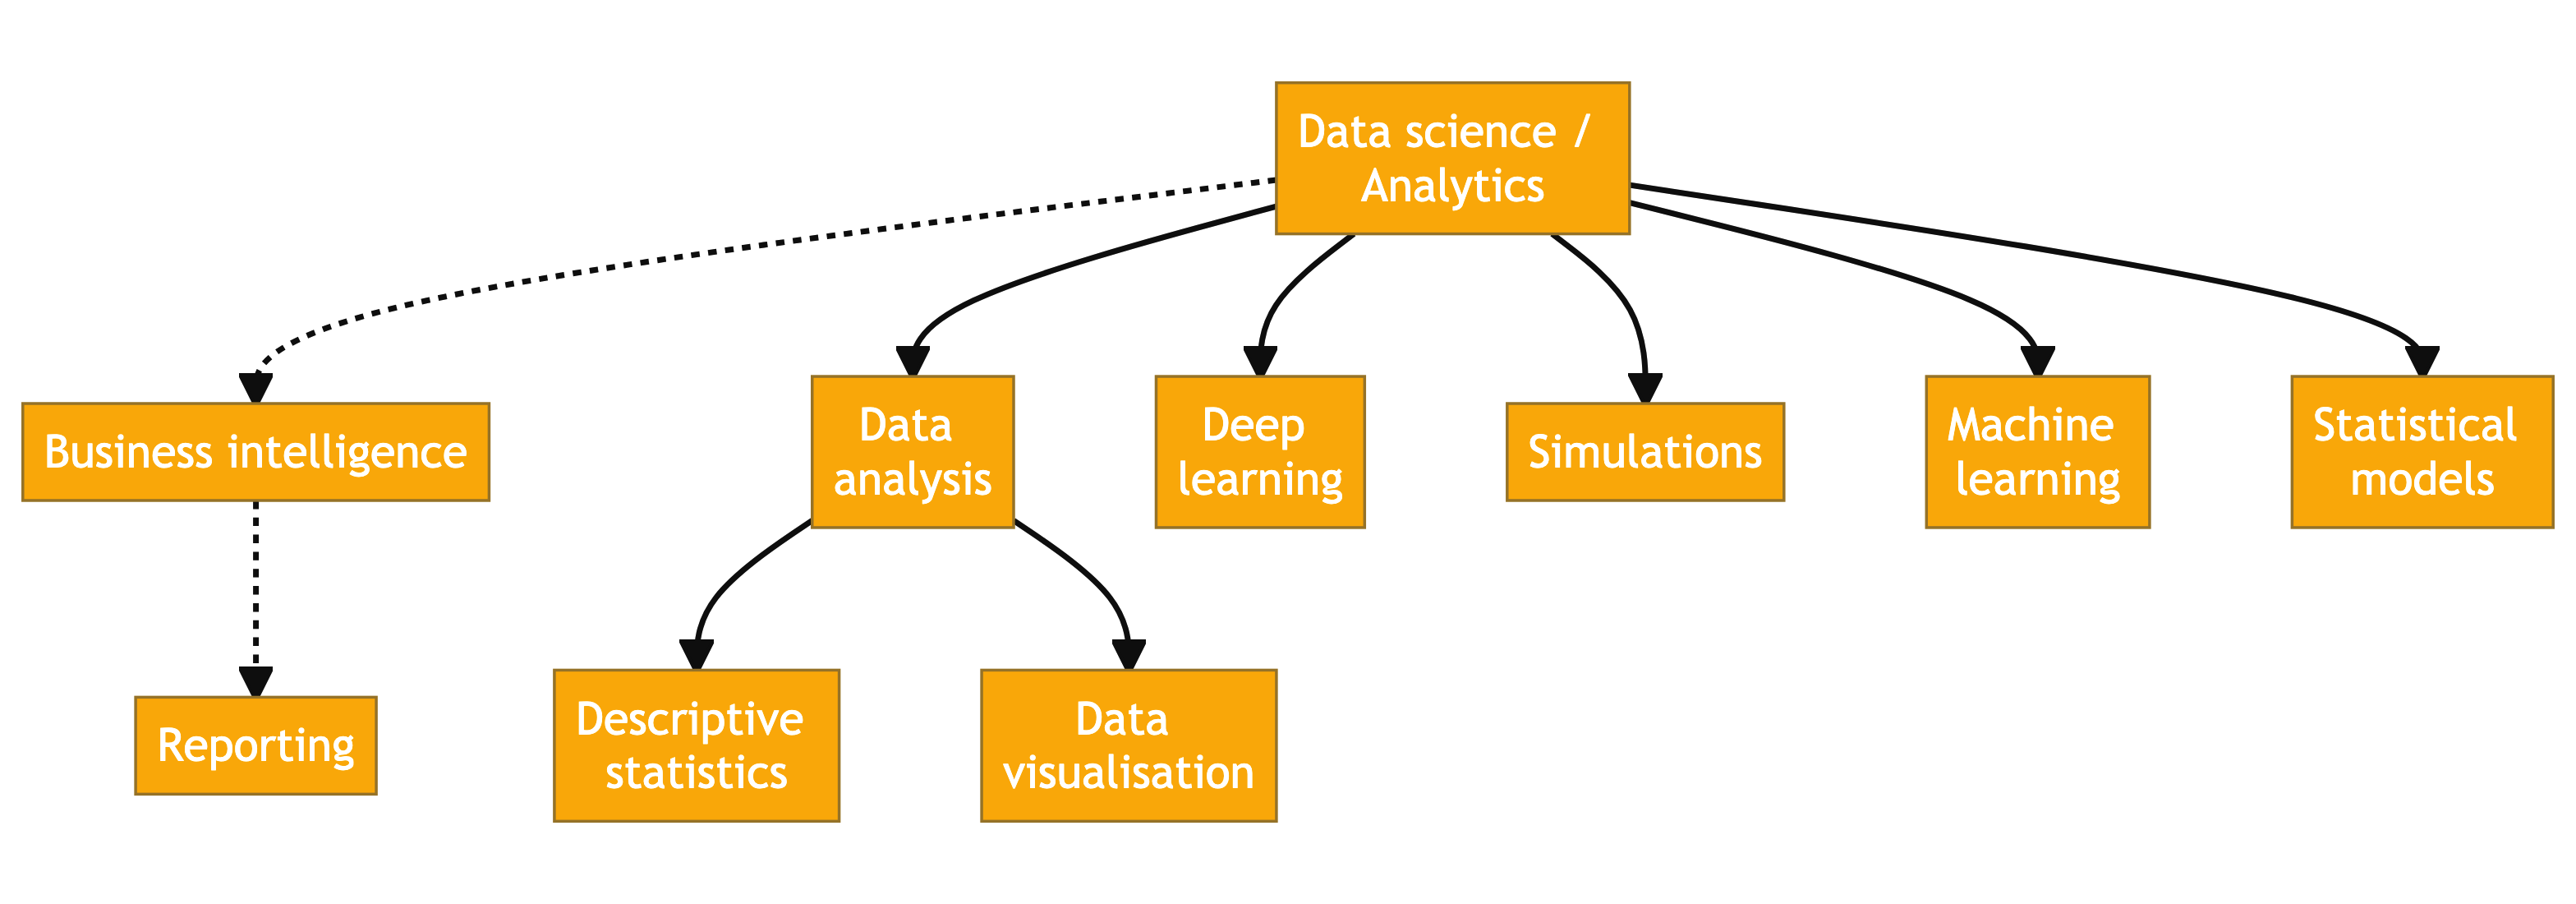 Data science /
Analytics
Business intelligence
Data
analysis
Deep
learning
Simulations
Machine
learning
Statistical
models
Reporting
Descriptive
statistics
Data
visualisation